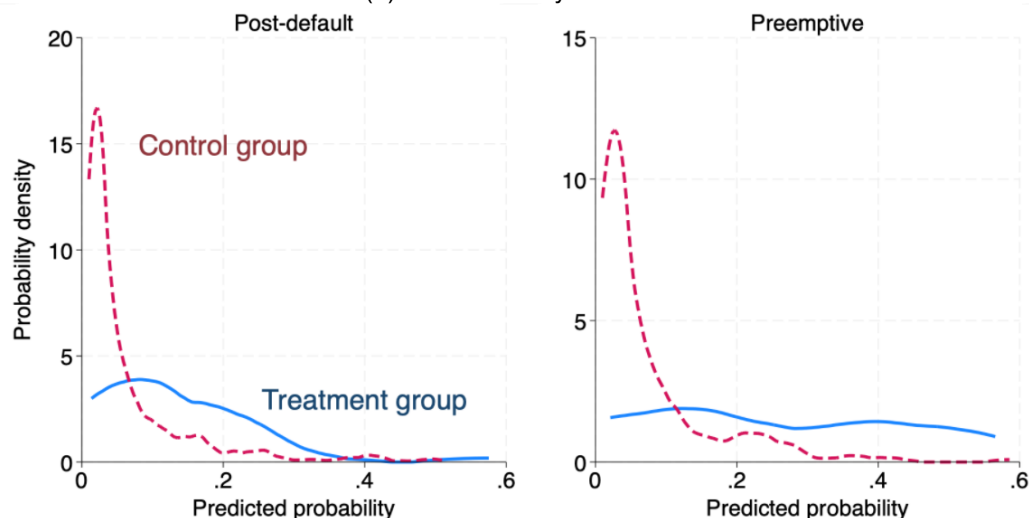 Post-default
Preemptive
20
15
10
5
0
Control group
Treatment group
Probability density
0
.2
.4
.6
Predicted probability
15
10
5
0
0
.2
.4
.6
Predicted probability